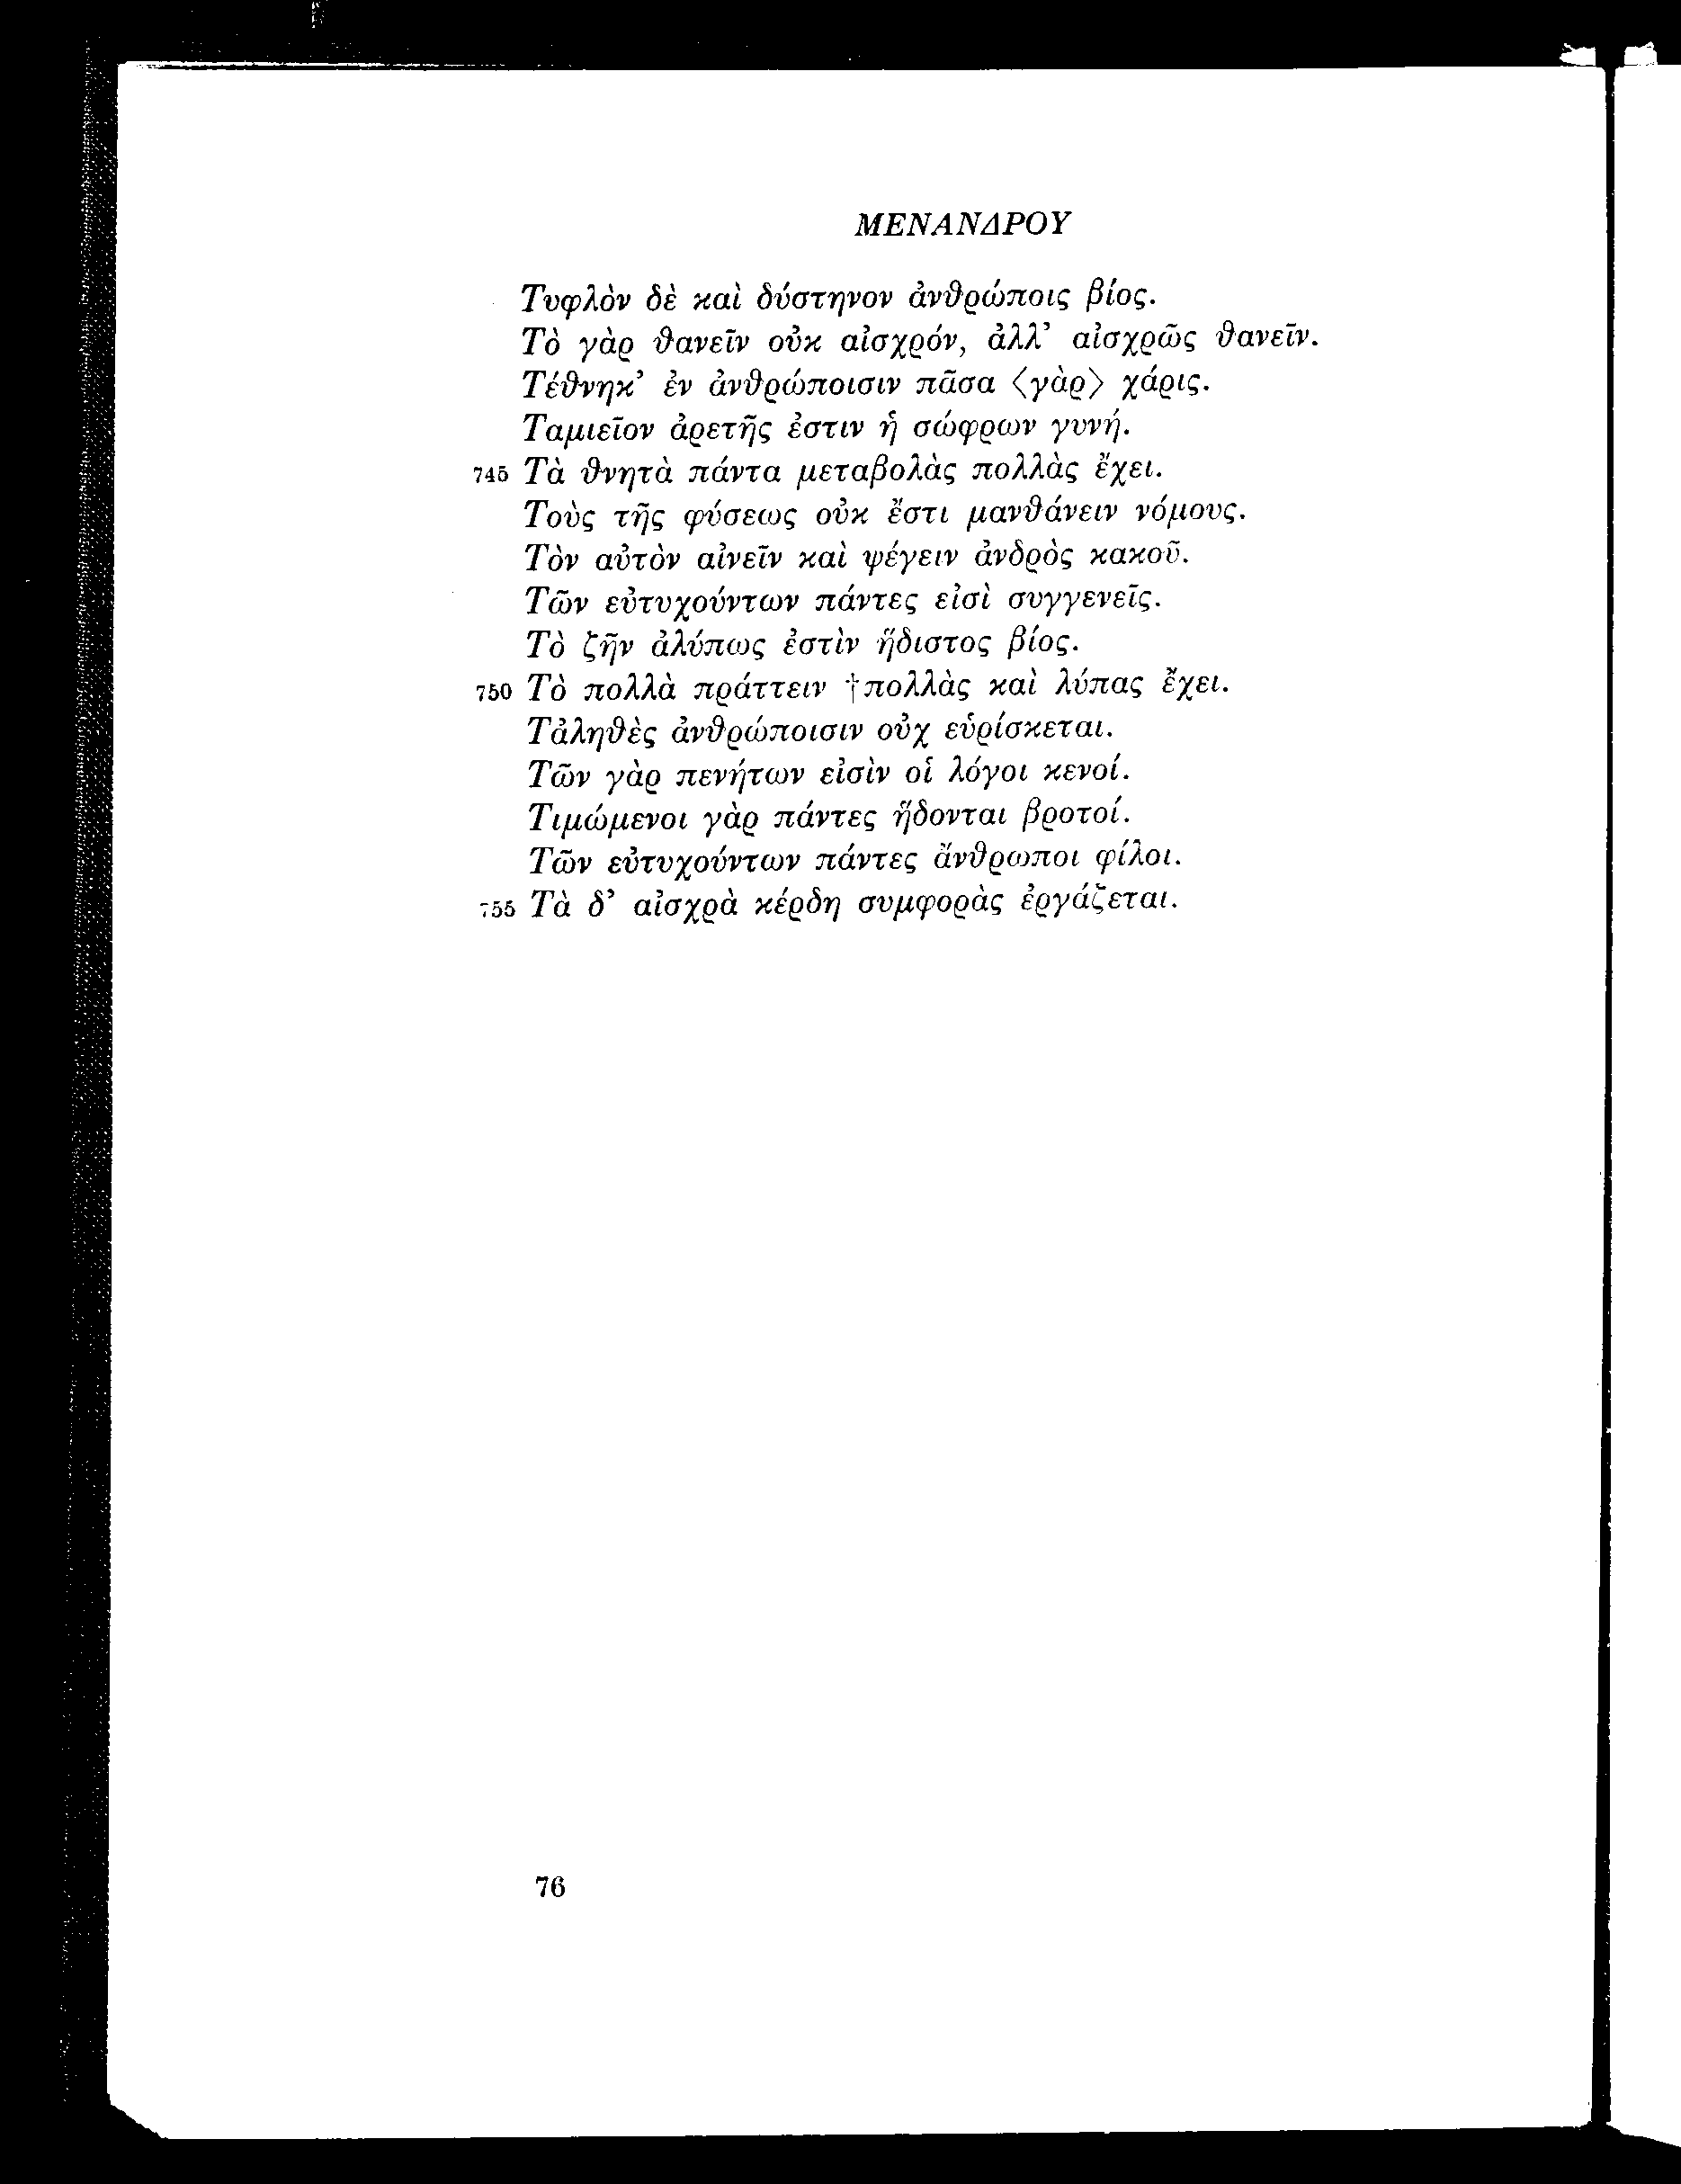 ΜΕΝΑΝΔΡΟΥ
Τυφλὸν δὲ καὶ δύστηνον ἀνθρώποις βίος.
Τὸ γὰρ θανεῖν οὐκ αἰσχρόν, ἀλλ’ αἰσχρῶς θανεῖν.
Τέθνηκ’ ἐν ἀνθρώποισιν πᾶσα 〈γὰρ〉 χάρις.
Ταμιεῖον ἀρετῆς ἐστιν ἡ σώφρων γυνή.
745 Τὰ θνητὰ πάντα μεταβολὰς πολλὰς ἔχει.
Τοὺς τῆς φύσεως οὐκ ἔστι μανθάνειν νόμους.
Τὸν αὐτὸν αἰνεῖν καὶ ψέγειν ἀνδρὸς κακοῦ.
Τῶν εὐτυχούντων πάντες εἰσὶ συγγενεῖς.
Τὸ ζῆν ἀλύπως ἐστὶν ἥδιστος βίος.
750 Τὸ πολλὰ πράττειν †πολλὰς καὶ λύπας ἔχει.
Τἀληθὲς ἀνθρώποισιν οὐχ εὑρίσκεται.
Τῶν γὰρ πενήτων εἰσὶν οἱ λόγοι κενοί.
Τιμώμενοι γὰρ πάντες ἥδονται βροτοί.
Τῶν εὐτυχούντων πάντες ἄνθρωποι φίλοι.
755 Τὰ δ’ αἰσχρὰ κέρδη συμφορὰς ἐργάζεται.
76